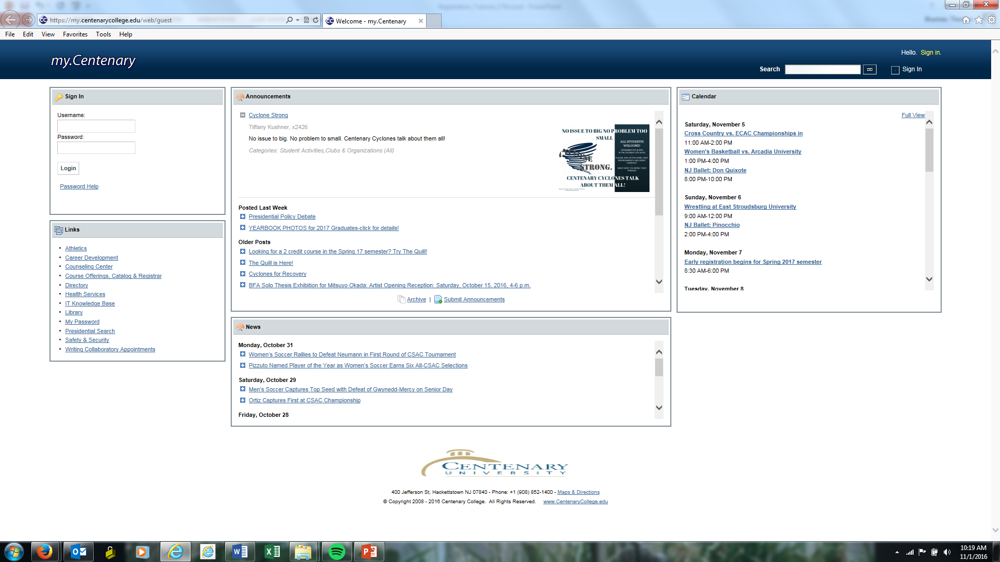 https://my.centenarycollege.edu/web/guest
Welcome - my.Centenary
File Edit View Favorites Tools Help
my.Centenary
Hello. Sign in.
Search
Sign In
Sign In
Username:
Password:
Login
Password Help
Links
Athletics
Career Development
Counseling Center
Course Offerings, Catalog & Registrar
Directory
Health Services
IT Knowledge Base
Library
My Password
Presidential Search
Safety & Security
Writing Collaboratory Appointments
Announcements
Cyclone Strong
Tiffany Kushner, x2426
No issue to big. No problem to small. Centenary Cyclones talk about them all!
Categories: Student Activities,Clubs & Organizations (All)
NO ISSUE TO BIG NO PROBLEM TOO
SMALL
CYCLONE
STRONG.
CENTENARY CYCLONES TALK
ABOUT THEM ALL!
ALL STUDENTS
WELCOME!
Posted Last Week
Presidential Policy Debate
YEARBOOK PHOTOS for 2017 Graduates-click for details!
Older Posts
Looking for a 2 credit course in the Spring 17 semester? Try The Quill!
The Quill is Here!
Cyclones for Recovery
BFA Solo Thesis Exhibition for Mitsuyo Okada: Artist Opening Reception: Saturday, October 15, 2016, 4-6 p.m.
Archive | Submit Announcements
News
Monday, October 31
Women's Soccer Rallies to Defeat Neumann in First Round of CSAC Tournament
Pizzuto Named Player of the Year as Women's Soccer Earns Six All-CSAC Selections
Saturday, October 29
Men's Soccer Captures Top Seed with Defeat of Gwynedd-Mercy on Senior Day
Ortiz Captures First at CSAC Championship
Friday, October 28
Calendar
Full View
Saturday, November 5
Cross Country vs. ECAC Championships in
11:00 AM-2:00 PM
Women's Basketball vs. Arcadia University
1:00 PM-4:00 PM
NJ Ballet: Don Quixote
8:00 PM-10:00 PM
Sunday, November 6
Wrestling at East Stroudsburg University
9:00 AM-12:00 PM
NJ Ballet: Pinocchio
2:00 PM-4:00 PM
Monday, November 7
Early registration begins for Spring 2017 semester
8:30 AM-6:00 PM
Tuesday, November 8
CENTENARY
UNIVERSITY
400 Jefferson St, Hackettstown NJ 07840 - Phone: +1 (908) 852-1400 - Maps & Directions
© Copyright 2008 - 2016 Centenary College. All Rights Reserved. www.CentenaryCollege.edu
10:19 AM
11/1/2016